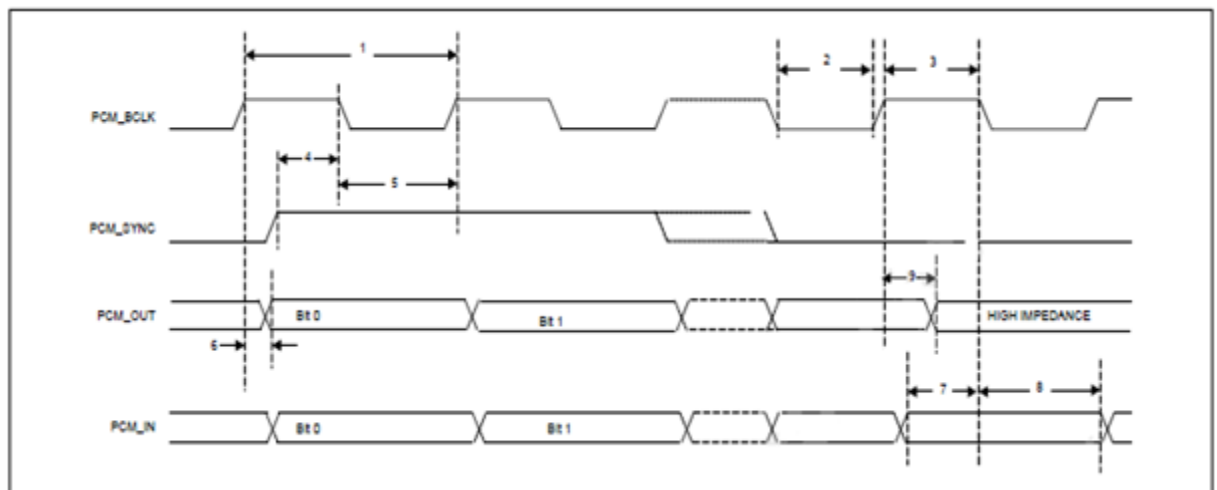 1
2
3
PCM_BCLK
4
5
PCM_SYNC
9
PCM_OUT
Bit 0
Bit 1
HIGH IMPEDANCE
6
7
8
PCM_IN
Bit 0
Bit 1